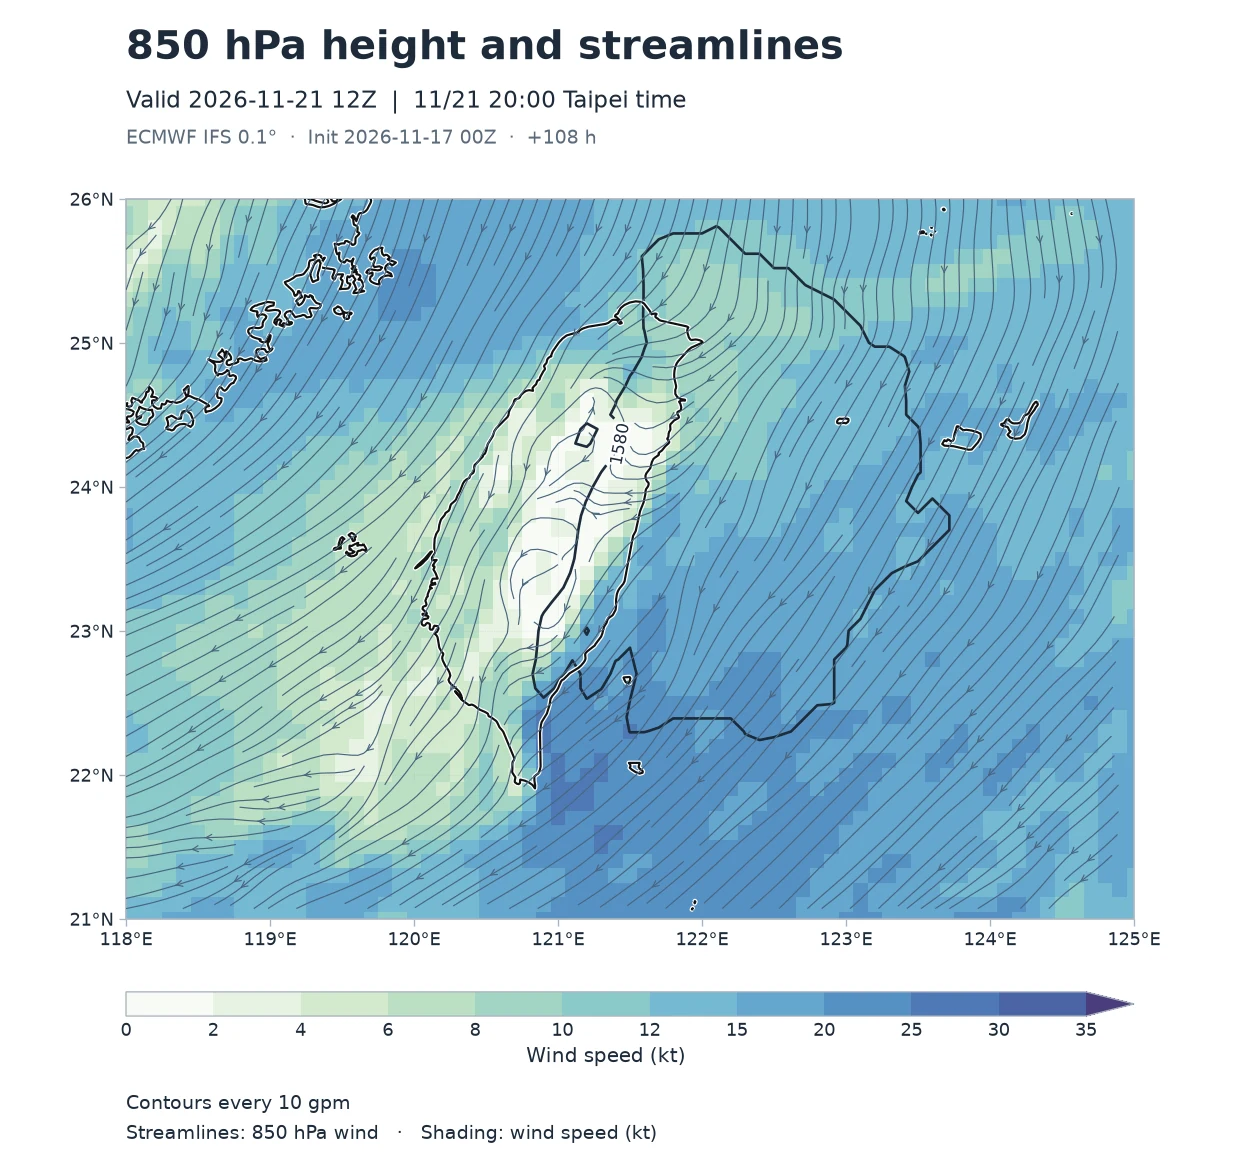 850 hPa height and streamlines
Valid 2026-11-21 12Z | 11/21 20:00 Taipei time
ECMWF IFS 0.1° · Init 2026-11-17 00Z · +108 h
26°N
25°N
24°N
23°N
22°N
21°N
1580
118°E 119°E 120°E 121°E 122°E 123°E 124°E 125°E
0 2 4 6 8 10 12 15 20 25 30 35
Wind speed (kt)
Contours every 10 gpm
Streamlines: 850 hPa wind · Shading: wind speed (kt)